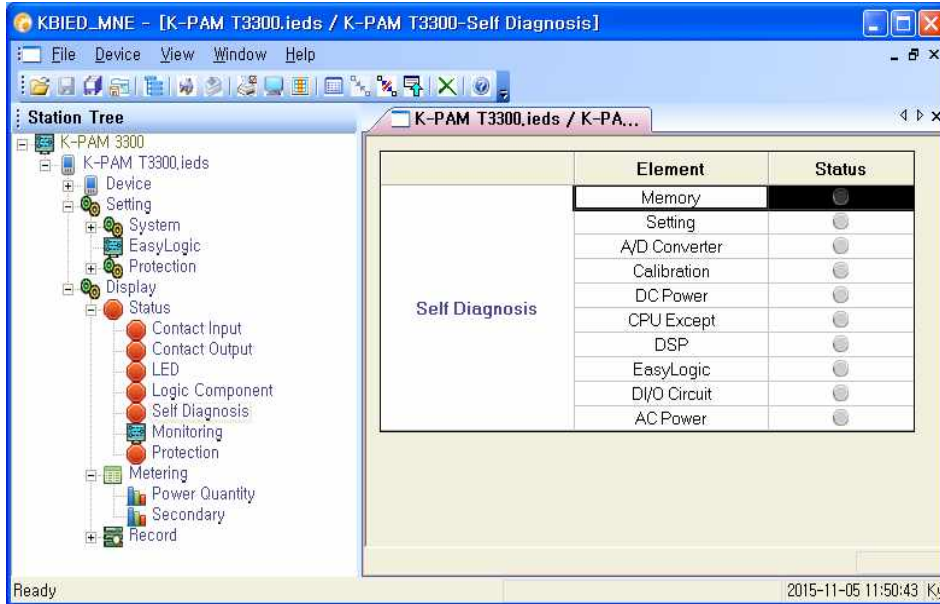 KBIED_MNE - [K-PAM T3300.ieds / K-PAM T3300-Self Diagnosis]
File Device View Window Help
Station Tree
K-PAM T3300.ieds / K-PA...
K-PAM 3300
K-PAM T3300.ieds
Device
Setting
System
EasyLogic
Protection
Display
Status
Contact Input
Contact Output
LED
Logic Component
Self Diagnosis
Monitoring
Protection
Metering
Power Quantity
Secondary
Record
Element Status
Self Diagnosis
Memory
Setting
A/D Converter
Calibration
DC Power
CPU Except
DSP
EasyLogic
DI/O Circuit
AC Power
Ready
2015-11-05 11:50:43